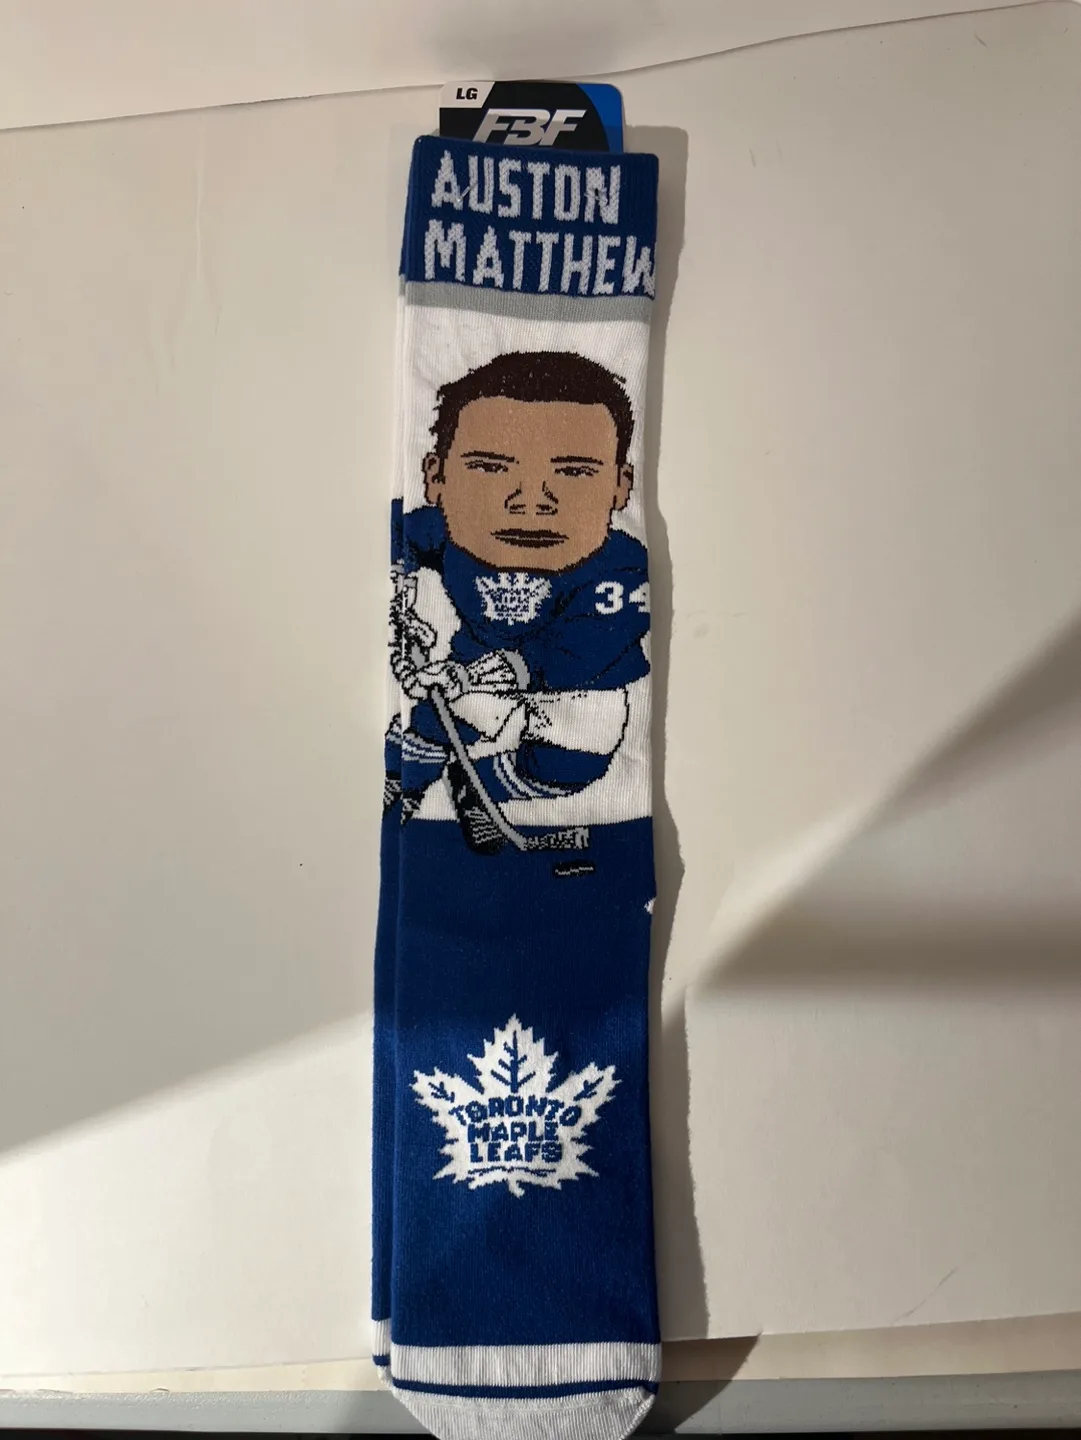 LG
FBF
AUSTON
MATTHEW
34
TORONTO
MAPLE
LEAFS